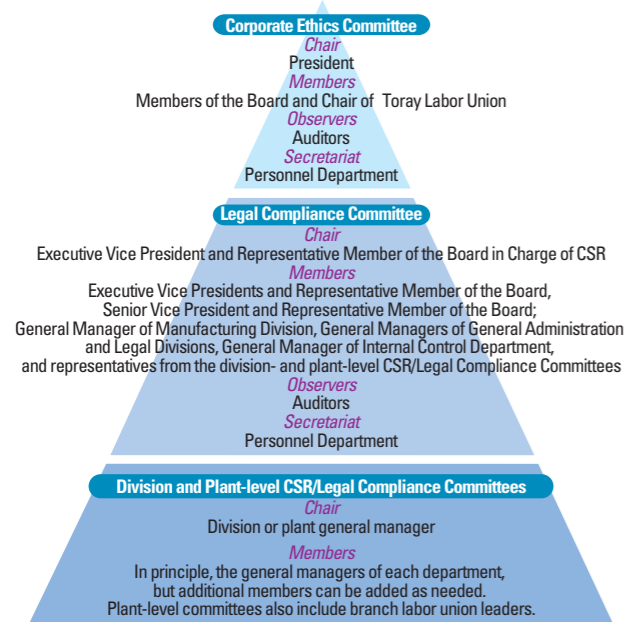 Corporate Ethics Committee
Chair
President
Members
Members of the Board and Chair of Toray Labor Union
Observers
Auditors
Secretariat
Personnel Department
Legal Compliance Committee
Chair
Executive Vice President and Representative Member of the Board in Charge of CSR
Members
Executive Vice Presidents and Representative Member of the Board,
Senior Vice President and Representative Member of the Board;
General Manager of Manufacturing Division, General Managers of General Administration
and Legal Divisions, General Manager of Internal Control Department,
and representatives from the division- and plant-level CSR/Legal Compliance Committees
Observers
Auditors
Secretariat
Personnel Department
Division and Plant-level CSR/Legal Compliance Committees
Chair
Division or plant general manager
Members
In principle, the general managers of each department,
but additional members can be added as needed.
Plant-level committees also include branch labor union leaders.